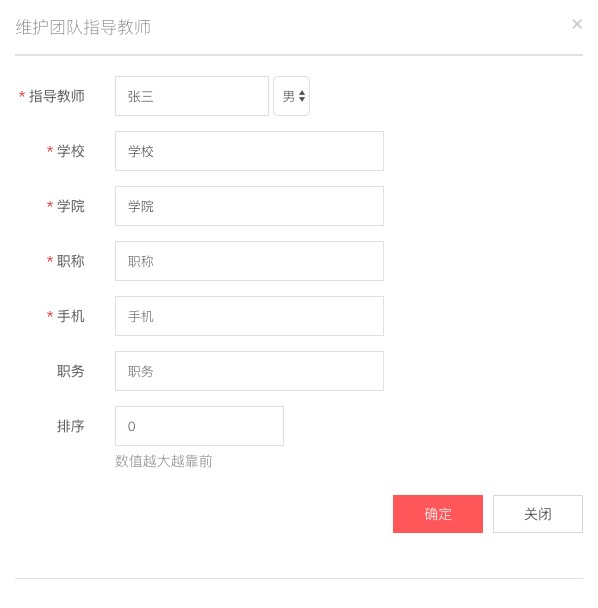 维护团队指导教师 ×
* 指导教师 张三 男
* 学校 学校
* 学院 学院
* 职称 职称
* 手机 手机
职务 职务
排序 0
数值越大越靠前
确定 关闭